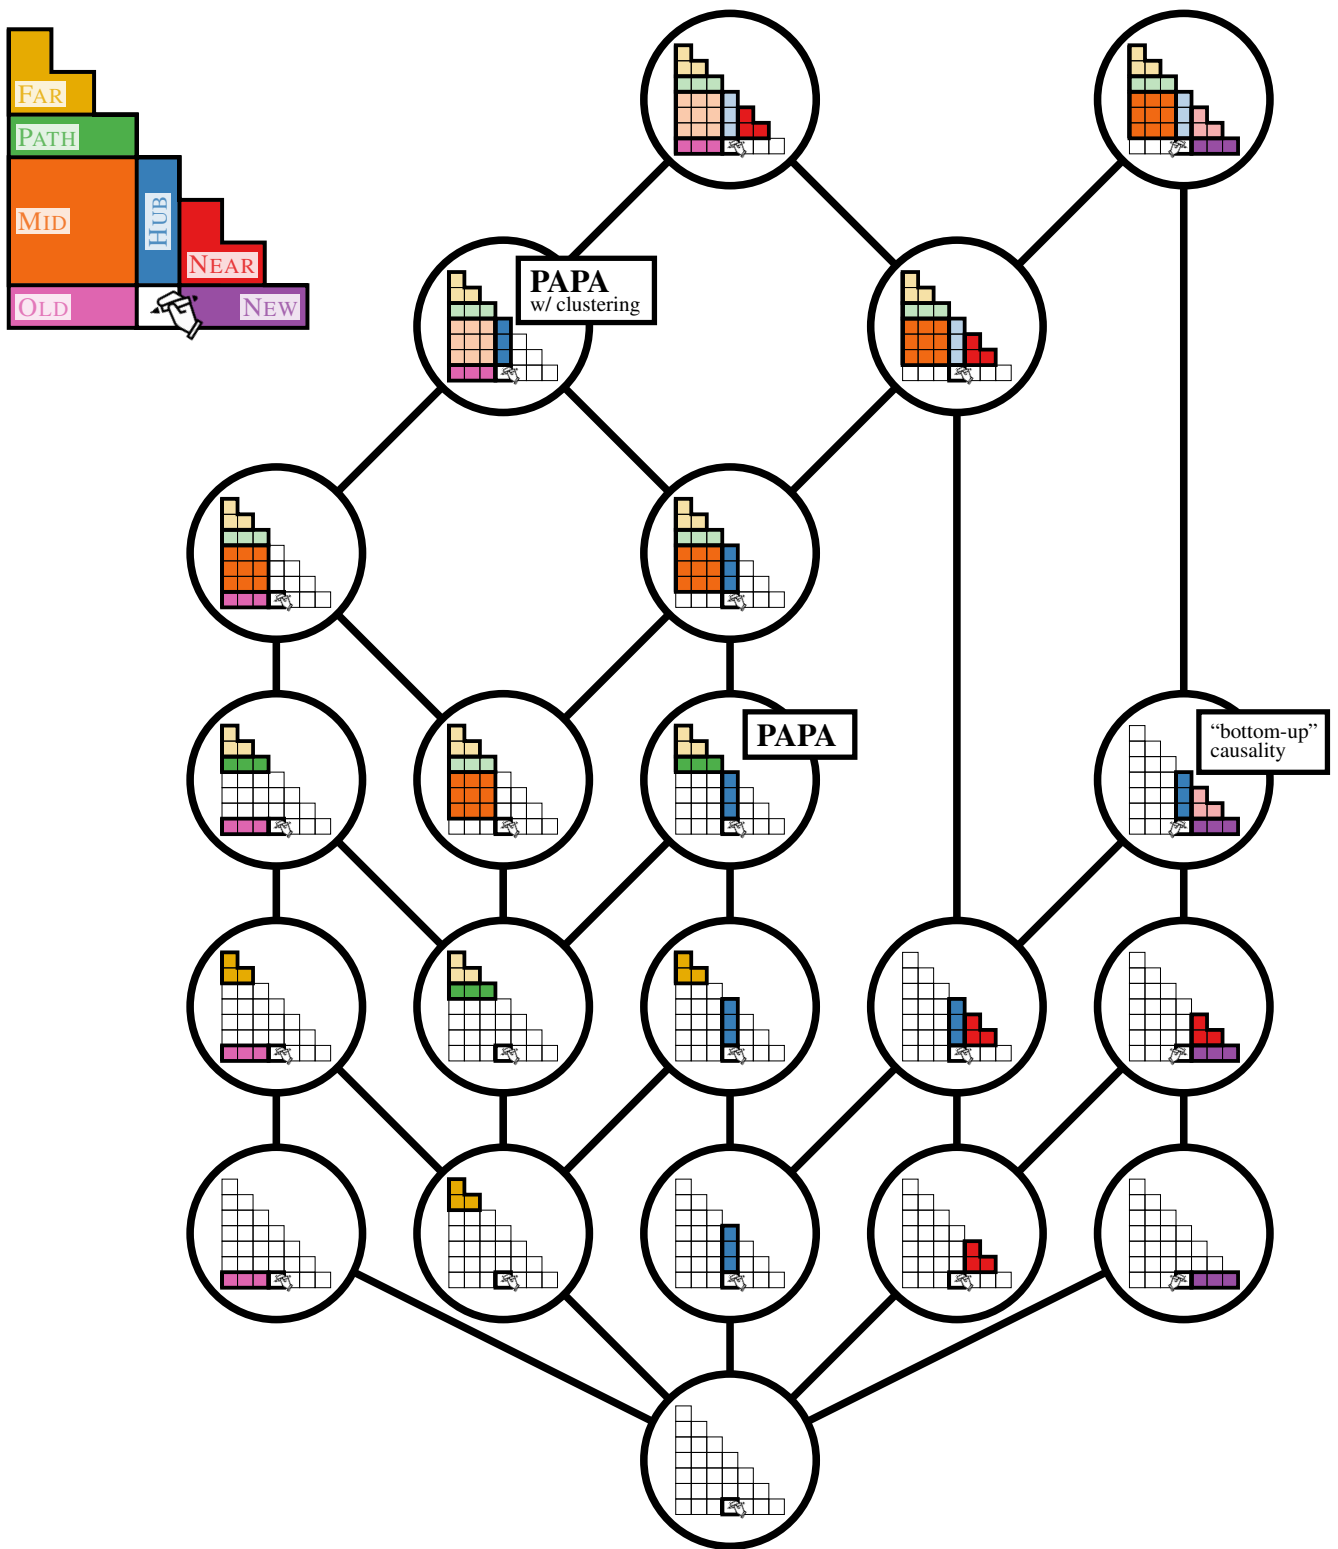 FAR
PATH
MID
HUB
NEAR
OLD
NEW
PAPA
w/ clustering
PAPA
“bottom-up”
causality